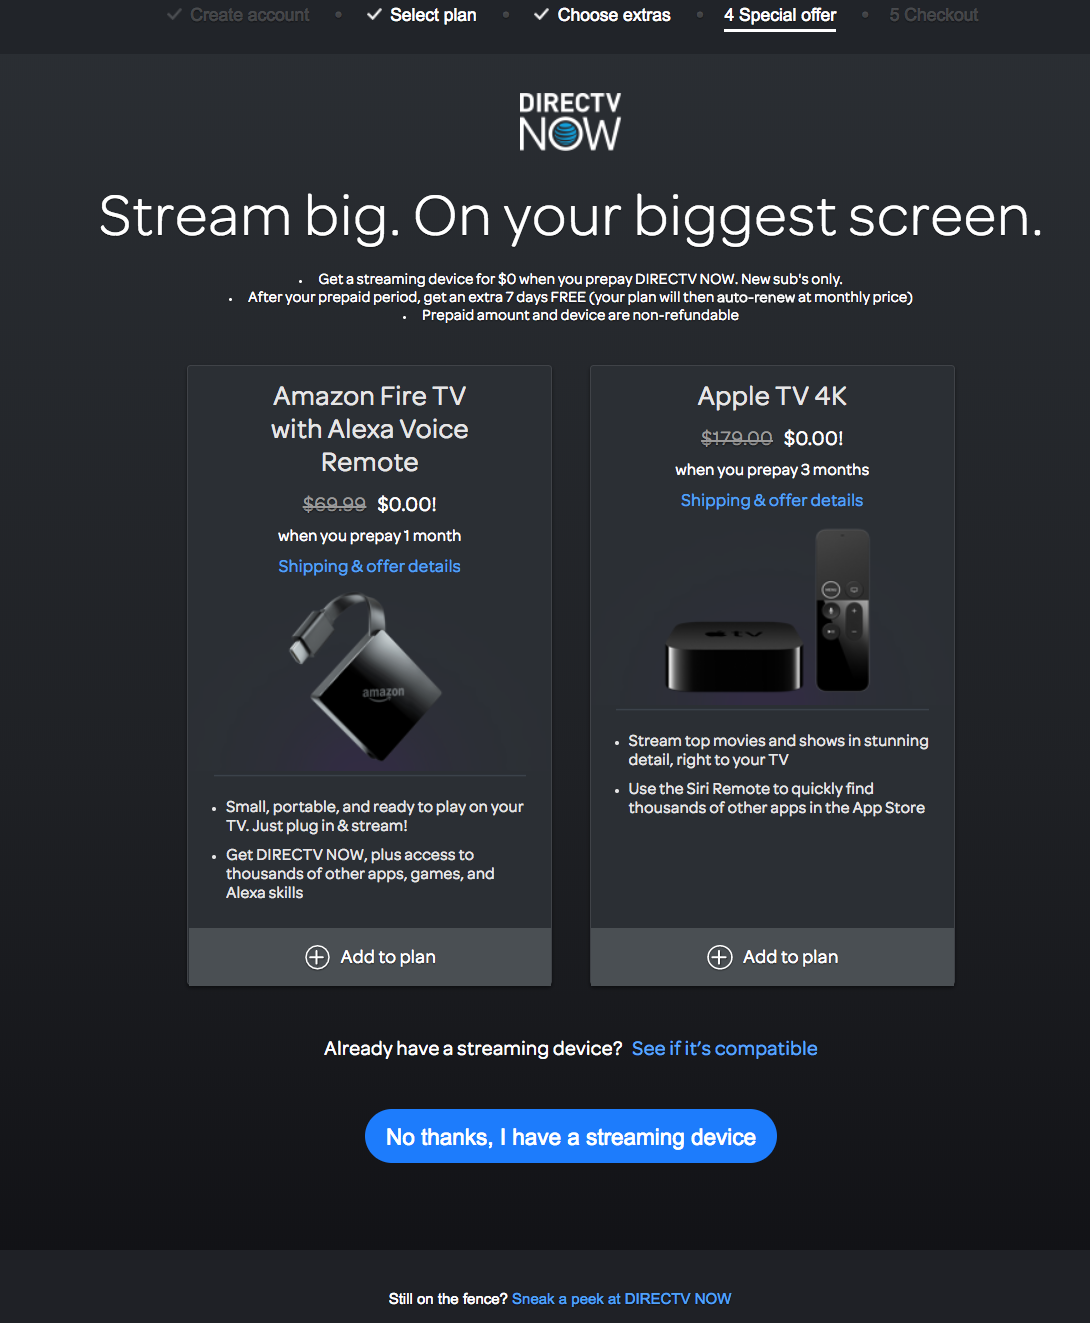 Create account • Select plan • Choose extras • 4 Special offer • 5 Checkout
DIRECTV
NOW
Stream big. On your biggest screen.
• Get a streaming device for $0 when you prepay DIRECTV NOW. New sub's only.
• After your prepaid period, get an extra 7 days FREE (your plan will then auto-renew at monthly price)
• Prepaid amount and device are non-refundable
Amazon Fire TV
with Alexa Voice
Remote
$69.99 $0.00!
when you prepay 1 month
Shipping & offer details
amazon
• Small, portable, and ready to play on your
TV. Just plug in & stream!
• Get DIRECTV NOW, plus access to
thousands of other apps, games, and
Alexa skills
Add to plan
Apple TV 4K
$179.00 $0.00!
when you prepay 3 months
Shipping & offer details
MENU
tv
• Stream top movies and shows in stunning
detail, right to your TV
• Use the Siri Remote to quickly find
thousands of other apps in the App Store
Add to plan
Already have a streaming device? See if it's compatible
No thanks, I have a streaming device
Still on the fence? Sneak a peek at DIRECTV NOW